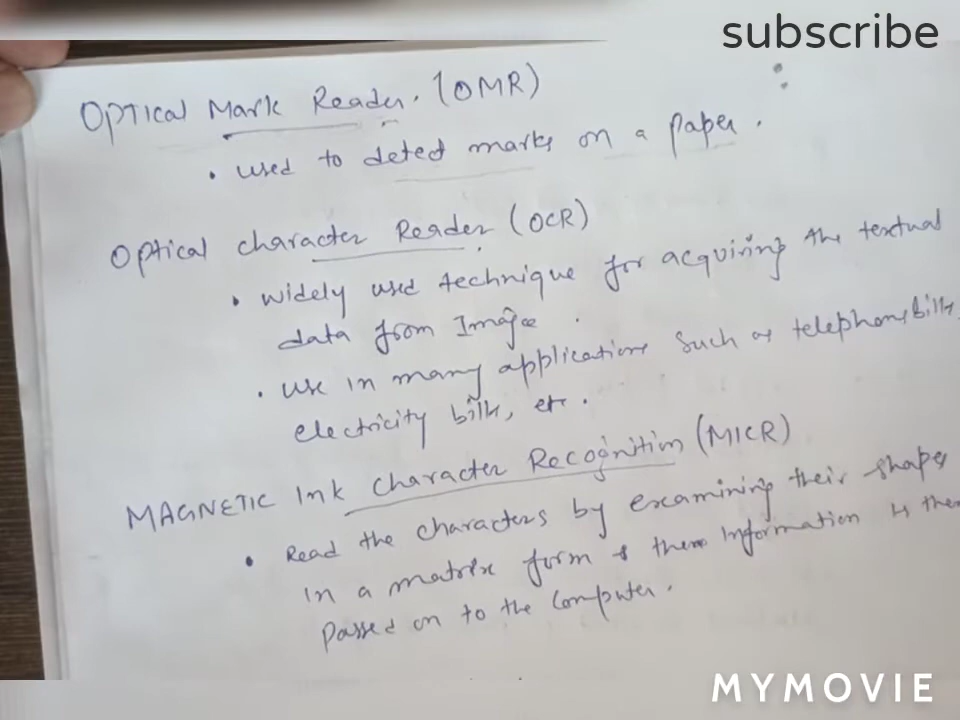 subscribe
Optical Mark Reader. (OMR)
• used to detect marks on a paper.
Optical character Reader (OCR)
• widely used technique for acquiring the textual
data from Image.
• use in many applications such as telephone bills,
electricity bills, etc.
MAGNETIC Ink Character Recognition (MICR)
• Read the characters by examining their shapes
in a matrix form & the information is then
passed on to the computer.
MYMOVIE